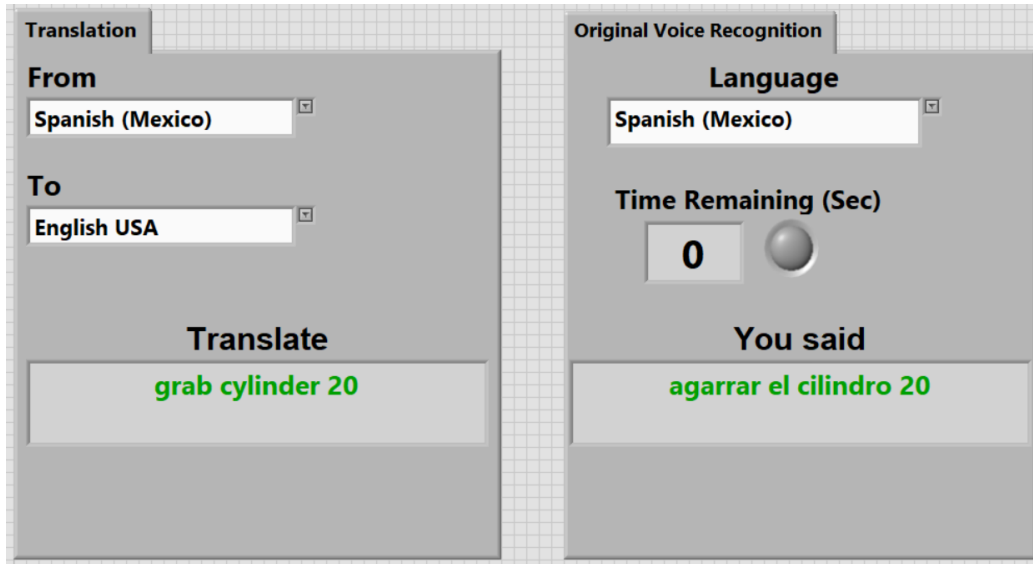 Translation
From
Spanish (Mexico)
To
English USA
Translate
grab cylinder 20
Original Voice Recognition
Language
Spanish (Mexico)
Time Remaining (Sec)
0
You said
agarrar el cilindro 20